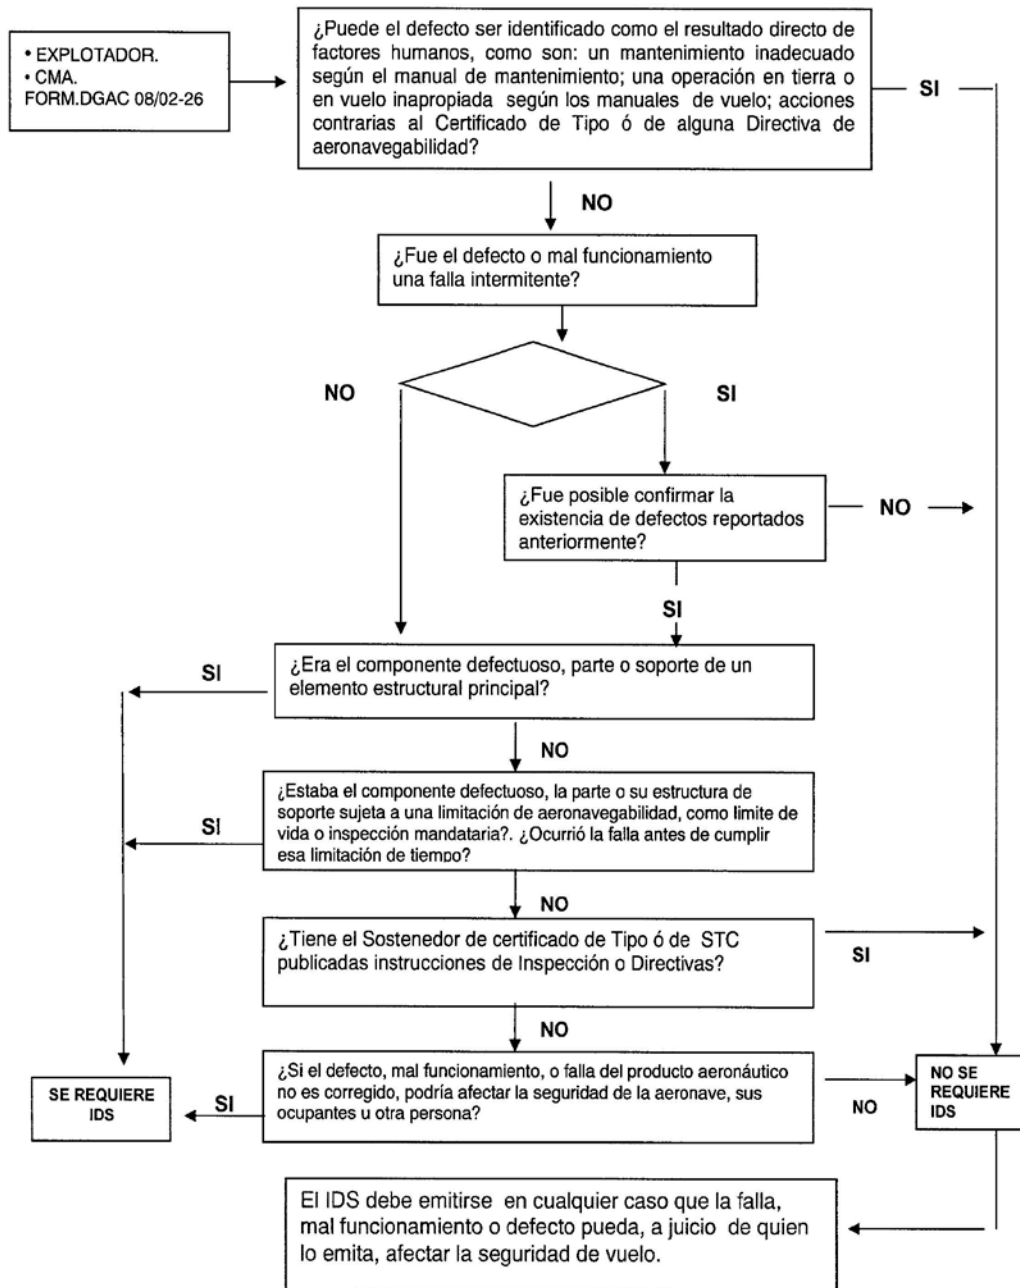 • EXPLOTADOR.
• CMA.
FORM.DGAC 08/02-26
¿Puede el defecto ser identificado como el resultado directo de
factores humanos, como son: un mantenimiento inadecuado
según el manual de mantenimiento; una operación en tierra o
en vuelo inapropiada según los manuales de vuelo; acciones
contrarias al Certificado de Tipo ó de alguna Directiva de
aeronavegabilidad?
SI
NO
¿Fue el defecto o mal funcionamiento
una falla intermitente?
NO
SI
¿Fue posible confirmar la
existencia de defectos reportados
anteriormente?
NO
SI
¿Era el componente defectuoso, parte o soporte de un
elemento estructural principal?
SI
NO
¿Estaba el componente defectuoso, la parte o su estructura de
soporte sujeta a una limitación de aeronavegabilidad, como limite de
vida o inspección mandataria?. ¿Ocurrió la falla antes de cumplir
esa limitación de tiempo?
SI
NO
¿Tiene el Sostenedor de certificado de Tipo ó de STC
publicadas instrucciones de Inspección o Directivas?
SI
NO
¿Si el defecto, mal funcionamiento, o falla del producto aeronáutico
no es corregido, podría afectar la seguridad de la aeronave, sus
ocupantes u otra persona?
SI
NO
SE REQUIERE
IDS
NO SE
REQUIERE
IDS
El IDS debe emitirse en cualquier caso que la falla,
mal funcionamiento o defecto pueda, a juicio de quien
lo emita, afectar la seguridad de vuelo.